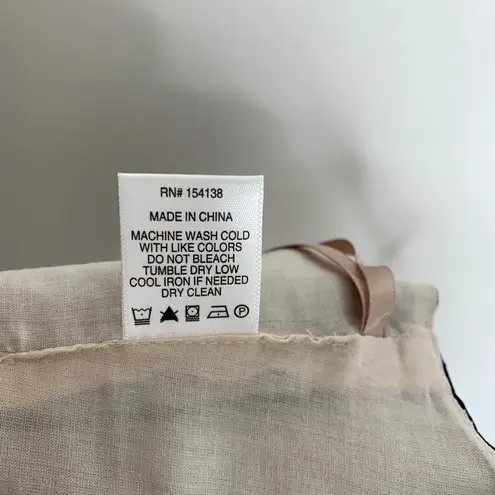 RN# 154138
MADE IN CHINA
MACHINE WASH COLD
WITH LIKE COLORS
DO NOT BLEACH
TUMBLE DRY LOW
COOL IRON IF NEEDED
DRY CLEAN
P